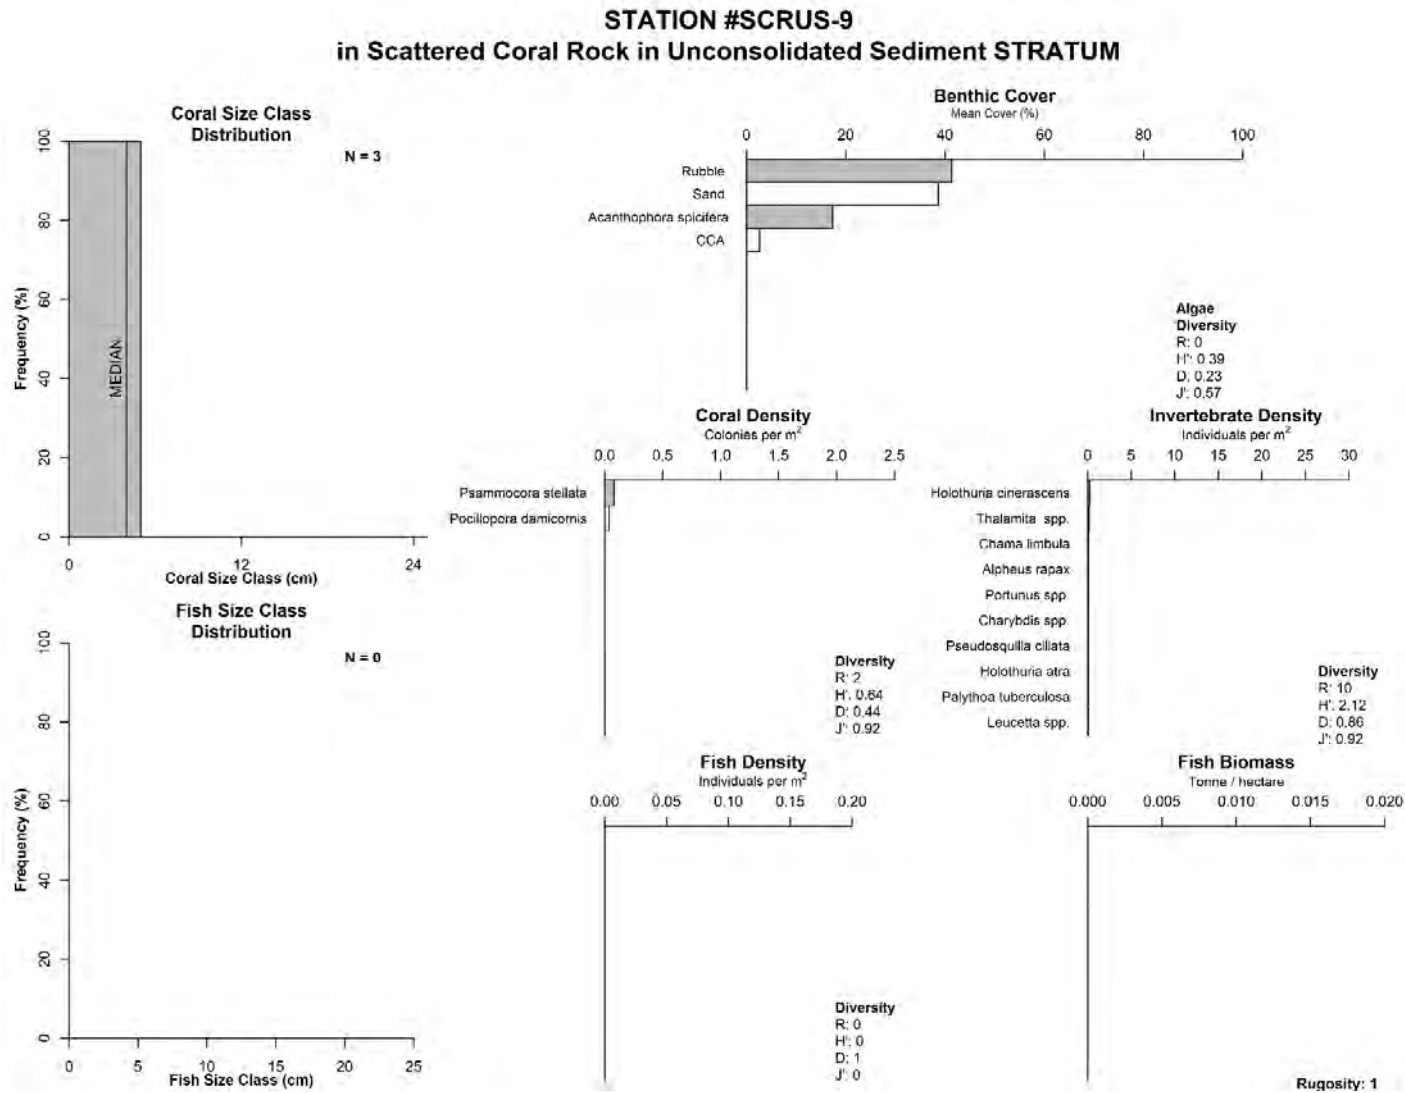 STATION #SCRUS-9
in Scattered Coral Rock in Unconsolidated Sediment STRATUM
Coral Size Class
Distribution
N = 3
Frequency (%)
0 20 40 60 80 100
MEDIAN
0 12 24
Coral Size Class (cm)
Benthic Cover
Mean Cover (%)
0 20 40 60 80 100
Rubble
Sand
Acanthophora spicifera
CCA
Algae
Diversity
R: 0
H': 0.39
D: 0.23
J': 0.57
Coral Density
Colonies per m²
0.0 0.5 1.0 1.5 2.0 2.5
Psammocora stellata
Pocillopora damicornis
Diversity
R: 2
H': 0.64
D: 0.44
J': 0.92
Invertebrate Density
Individuals per m²
0 5 10 15 20 25 30
Holothuria cinerascens
Thalamita spp.
Chama limbula
Alpheus rapax
Portunus spp.
Charybdis spp.
Pseudosquilla ciliata
Holothuria atra
Palythoa tuberculosa
Leucetta spp.
Diversity
R: 10
H': 2.12
D: 0.86
J': 0.92
Fish Size Class
Distribution
N = 0
Frequency (%)
0 20 40 60 80 100
0 5 10 15 20 25
Fish Size Class (cm)
Fish Density
Individuals per m²
0.00 0.05 0.10 0.15 0.20
Diversity
R: 0
H': 0
D: 1
J': 0
Fish Biomass
Tonne / hectare
0.000 0.005 0.010 0.015 0.020
Rugosity: 1